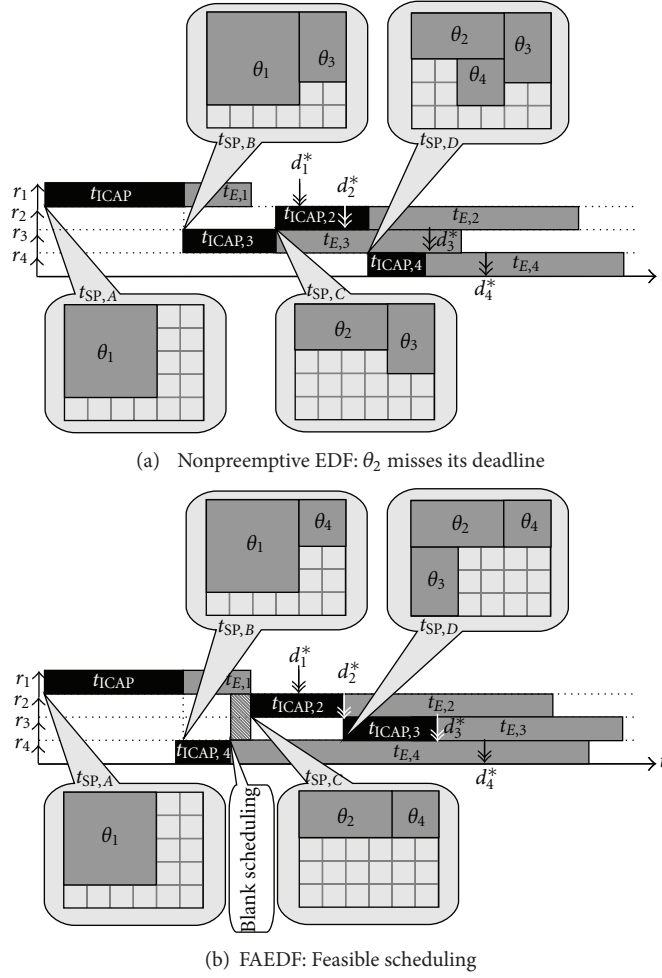 θ1
θ3
θ2
θ3
θ4
tSP,B
tSP,D
d1*
d2*
r1
tICAP
tE,1
r2
tICAP,2
tE,2
r3
tICAP,3
tE,3
d3*
r4
tICAP,4
tE,4
d4*
tSP,A
tSP,C
θ1
θ2
θ3
(a) Nonpreemptive EDF: θ2 misses its deadline
θ1
θ4
θ2
θ4
θ3
tSP,B
tSP,D
d1*
d2*
r1
tICAP
tE,1
r2
tICAP,2
tE,2
r3
tICAP,3
d3*
tE,3
r4
tICAP,4
tE,4
t
d4*
tSP,A
tSP,C
Blank scheduling
θ1
θ2
θ4
(b) FAEDF: Feasible scheduling